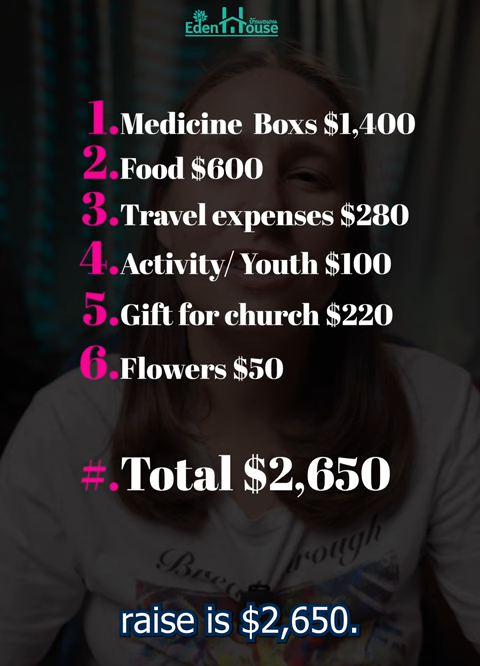 Eden House
1. Medicine Boxs $1,400
2. Food $600
3. Travel expenses $280
4. Activity/ Youth $100
5. Gift for church $220
6. Flowers $50
#. Total $2,650
raise is $2,650.